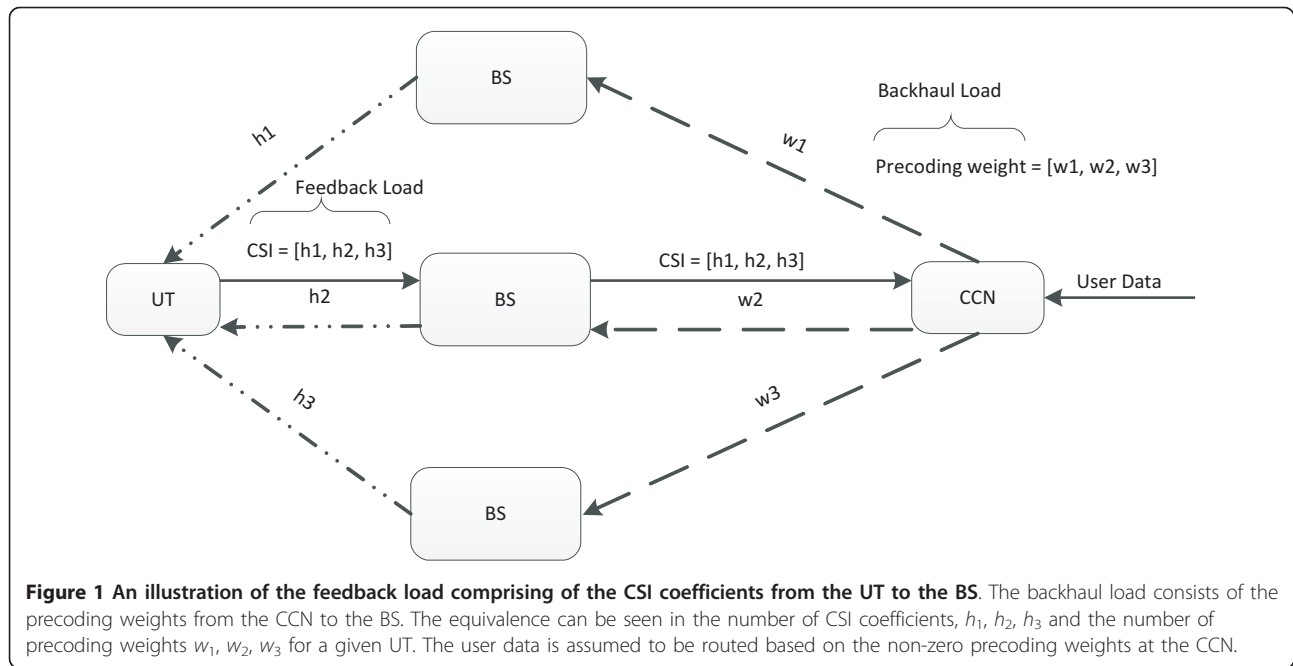 BS
Backhaul Load
h1
w1
Precoding weight = [w1, w2, w3]
Feedback Load
CSI = [h1, h2, h3]
CSI = [h1, h2, h3]
UT
h2
BS
w2
CCN
User Data
h3
w3
BS
Figure 1 An illustration of the feedback load comprising of the CSI coefficients from the UT to the BS. The backhaul load consists of the
precoding weights from the CCN to the BS. The equivalence can be seen in the number of CSI coefficients, h1, h2, h3 and the number of
precoding weights w1, w2, w3 for a given UT. The user data is assumed to be routed based on the non-zero precoding weights at the CCN.